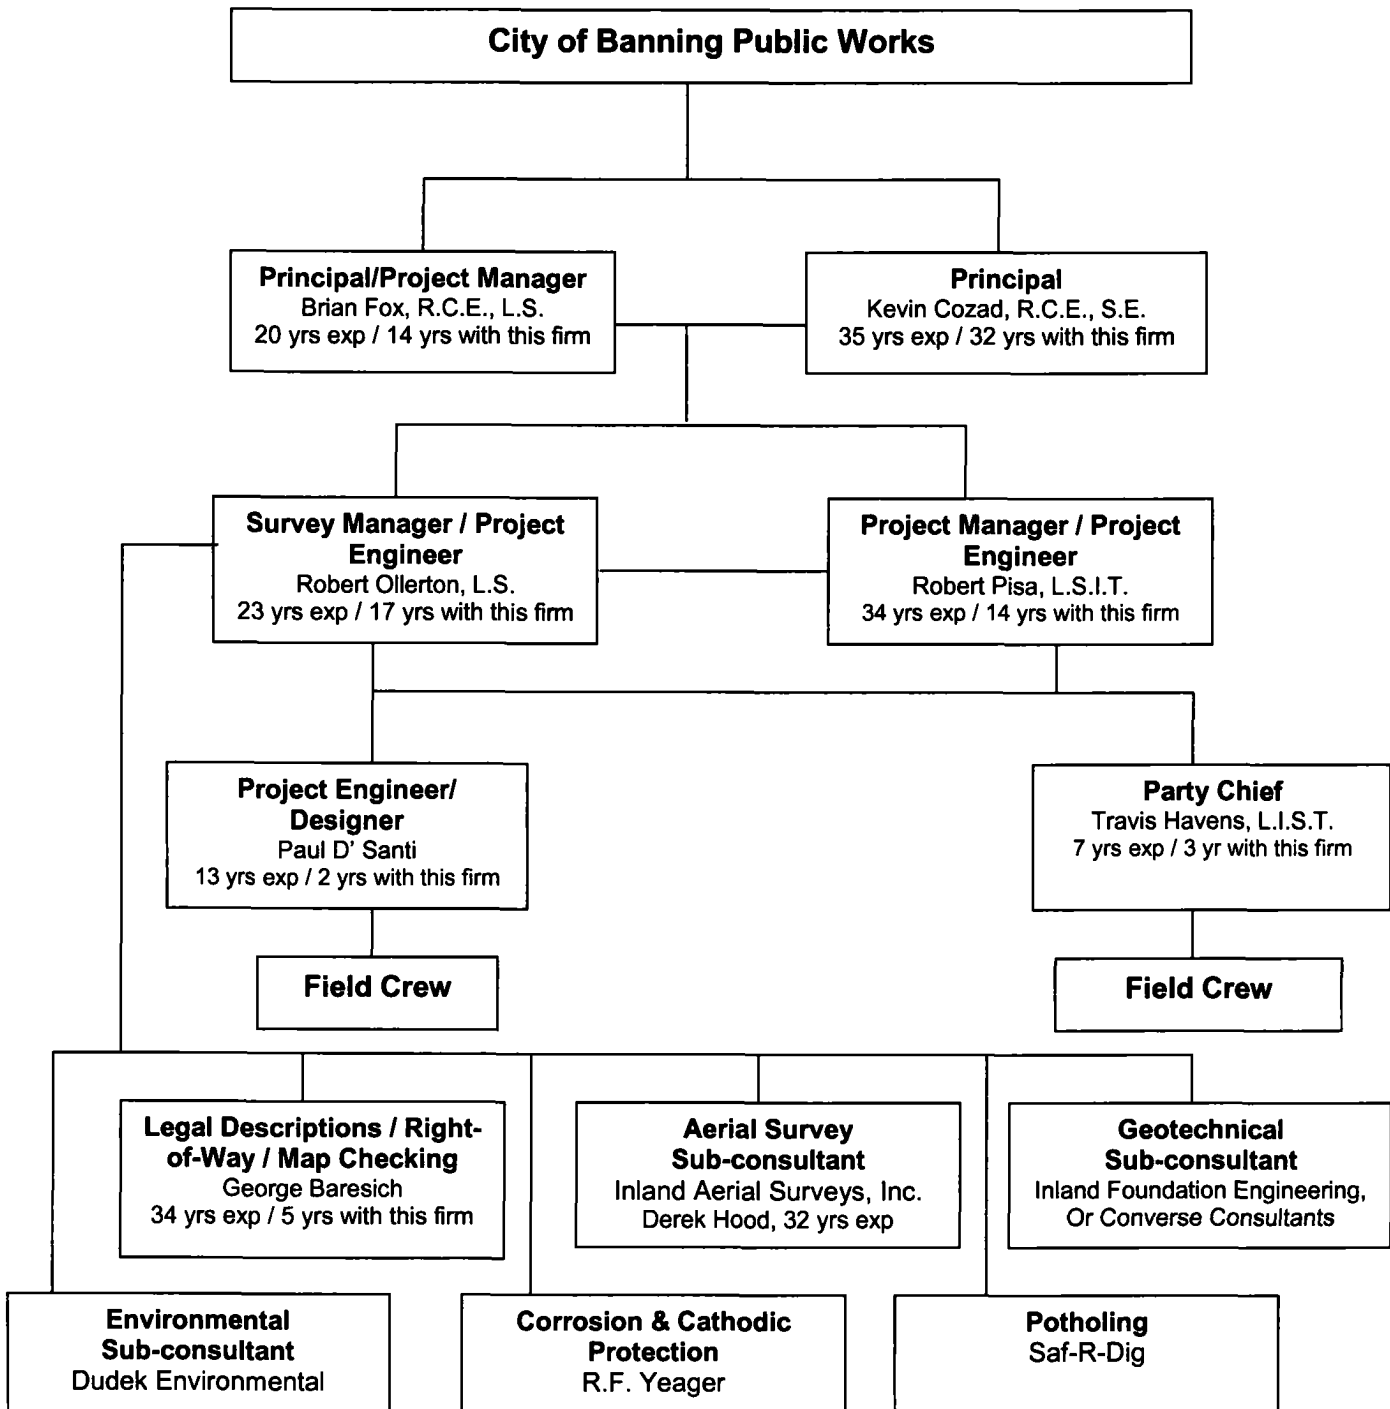 City of Banning Public Works
Principal/Project Manager
Brian Fox, R.C.E., L.S.
20 yrs exp / 14 yrs with this firm
Principal
Kevin Cozad, R.C.E., S.E.
35 yrs exp / 32 yrs with this firm
Survey Manager / Project
Engineer
Robert Ollerton, L.S.
23 yrs exp / 17 yrs with this firm
Project Manager / Project
Engineer
Robert Pisa, L.S.I.T.
34 yrs exp / 14 yrs with this firm
Project Engineer/
Designer
Paul D' Santi
13 yrs exp / 2 yrs with this firm
Party Chief
Travis Havens, L.I.S.T.
7 yrs exp / 3 yr with this firm
Field Crew
Field Crew
Legal Descriptions / Right-
of-Way / Map Checking
George Baresich
34 yrs exp / 5 yrs with this firm
Aerial Survey
Sub-consultant
Inland Aerial Surveys, Inc.
Derek Hood, 32 yrs exp
Geotechnical
Sub-consultant
Inland Foundation Engineering,
Or Converse Consultants
Environmental
Sub-consultant
Dudek Environmental
Corrosion & Cathodic
Protection
R.F. Yeager
Potholing
Saf-R-Dig